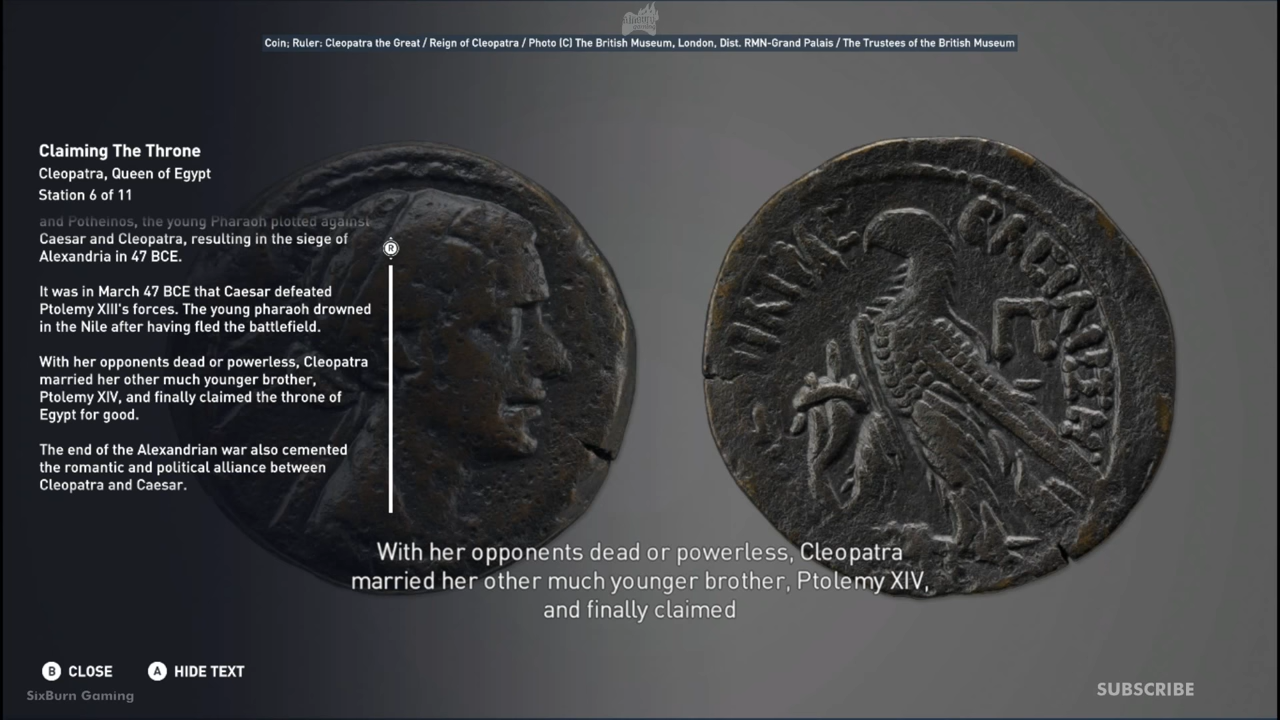 Coin; Ruler: Cleopatra the Great / Reign of Cleopatra / Photo (C) The British Museum, London, Dist. RMN-Grand Palais / The Trustees of the British Museum
Claiming The Throne
Cleopatra, Queen of Egypt
Station 6 of 11
and Potheinos, the young Pharaoh plotted against
Caesar and Cleopatra, resulting in the siege of
Alexandria in 47 BCE.
It was in March 47 BCE that Caesar defeated
Ptolemy XIII's forces. The young pharaoh drowned
in the Nile after having fled the battlefield.
With her opponents dead or powerless, Cleopatra
married her other much younger brother,
Ptolemy XIV, and finally claimed the throne of
Egypt for good.
The end of the Alexandrian war also cemented
the romantic and political alliance between
Cleopatra and Caesar.
R
With her opponents dead or powerless, Cleopatra
married her other much younger brother, Ptolemy XIV,
and finally claimed
B CLOSE
A HIDE TEXT
SixBurn Gaming
SUBSCRIBE